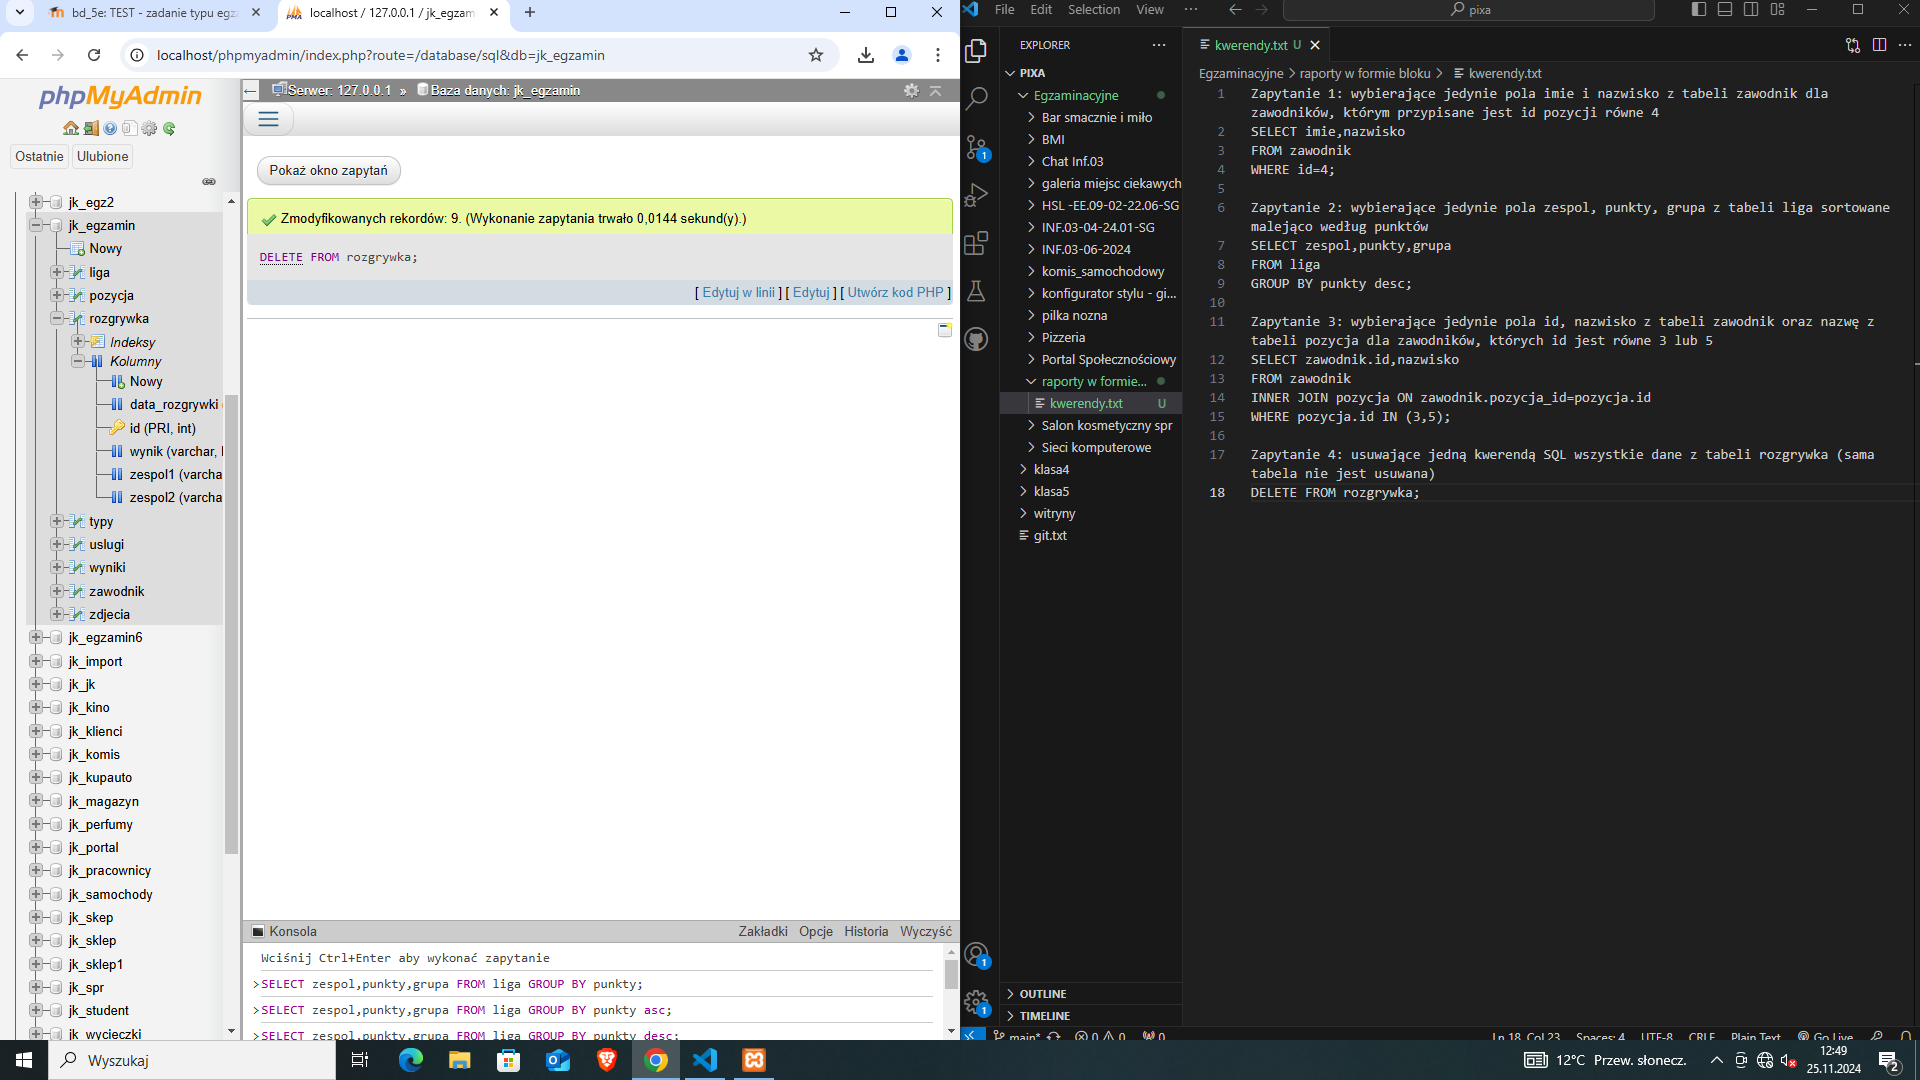 bd_5e: TEST - zadanie typu egz
localhost / 127.0.0.1 / jk_egzam
localhost/phpmyadmin/index.php?route=/database/sql&db=jk_egzamin
phpMyAdmin
Ostatnie
Ulubione
jk_egz2
jk_egzamin
Nowy
liga
pozycja
rozgrywka
Indeksy
Kolumny
Nowy
data_rozgrywki
id (PRI, int)
wynik (varchar,
zespol1 (varcha
zespol2 (varcha
typy
uslugi
wyniki
zawodnik
zdjecia
jk_egzamin6
jk_import
jk_jk
jk_kino
jk_klienci
jk_komis
jk_kupauto
jk_magazyn
jk_perfumy
jk_portal
jk_pracownicy
jk_samochody
jk_skep
jk_sklep
jk_sklep1
jk_spr
jk_student
jk_wycieczki
Serwer: 127.0.0.1 » Baza danych: jk_egzamin
Pokaż okno zapytań
Zmodyfikowanych rekordów: 9. (Wykonanie zapytania trwało 0,0144 sekund(y).)
DELETE FROM rozgrywka;
[ Edytuj w linii ] [ Edytuj ] [ Utwórz kod PHP ]
Konsola
Zakładki Opcje Historia Wyczyść
Wciśnij Ctrl+Enter aby wykonać zapytanie
>SELECT zespol,punkty,grupa FROM liga GROUP BY punkty;
>SELECT zespol,punkty,grupa FROM liga GROUP BY punkty asc;
>SELECT zespol,punkty,grupa FROM liga GROUP BY punkty desc;
File Edit Selection View ...
pixa
EXPLORER
PIXA
Egzaminacyjne
Bar smacznie i miło
BMI
Chat Inf.03
galeria miejsc ciekawych
HSL -EE.09-02-22.06-SG
INF.03-04-24.01-SG
INF.03-06-2024
komis_samochodowy
konfigurator stylu - gi...
pilka nozna
Pizzeria
Portal Społecznościowy
raporty w formie...
kwerendy.txt U
Salon kosmetyczny spr
Sieci komputerowe
klasa4
klasa5
witryny
git.txt
OUTLINE
TIMELINE
1
1
1
kwerendy.txt U
Egzaminacyjne > raporty w formie bloku > kwerendy.txt
1 Zapytanie 1: wybierające jedynie pola imie i nazwisko z tabeli zawodnik dla
zawodników, którym przypisane jest id pozycji równe 4
2 SELECT imie,nazwisko
3 FROM zawodnik
4 WHERE id=4;
5
6 Zapytanie 2: wybierające jedynie pola zespol, punkty, grupa z tabeli liga sortowane
malejąco według punktów
7 SELECT zespol,punkty,grupa
8 FROM liga
9 GROUP BY punkty desc;
10
11 Zapytanie 3: wybierające jedynie pola id, nazwisko z tabeli zawodnik oraz nazwę z
tabeli pozycja dla zawodników, których id jest równe 3 lub 5
12 SELECT zawodnik.id,nazwisko
13 FROM zawodnik
14 INNER JOIN pozycja ON zawodnik.pozycja_id=pozycja.id
15 WHERE pozycja.id IN (3,5);
16
17 Zapytanie 4: usuwające jedną kwerendą SQL wszystkie dane z tabeli rozgrywka (sama
tabela nie jest usuwana)
18 DELETE FROM rozgrywka;
main* 0 0 0
Ln 18, Col 23 Spaces: 4 UTF-8 CRLF Plain Text Go Live
Wyszukaj
12°C Przew. słonecz.
12:49
25.11.2024
2